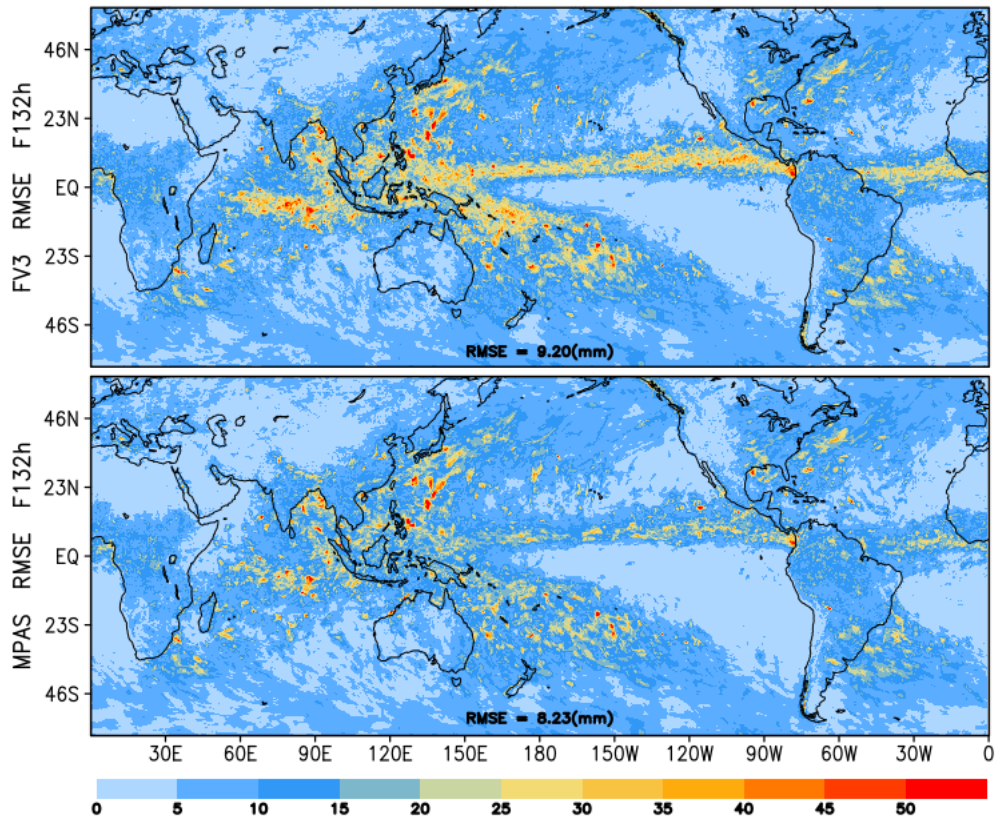 FV3 RMSE F132h
46N
23N
EQ
23S
46S
RMSE = 9.20(mm)
MPAS RMSE F132h
46N
23N
EQ
23S
46S
RMSE = 8.23(mm)
30E 60E 90E 120E 150E 180 150W 120W 90W 60W 30W 0
0 5 10 15 20 25 30 35 40 45 50